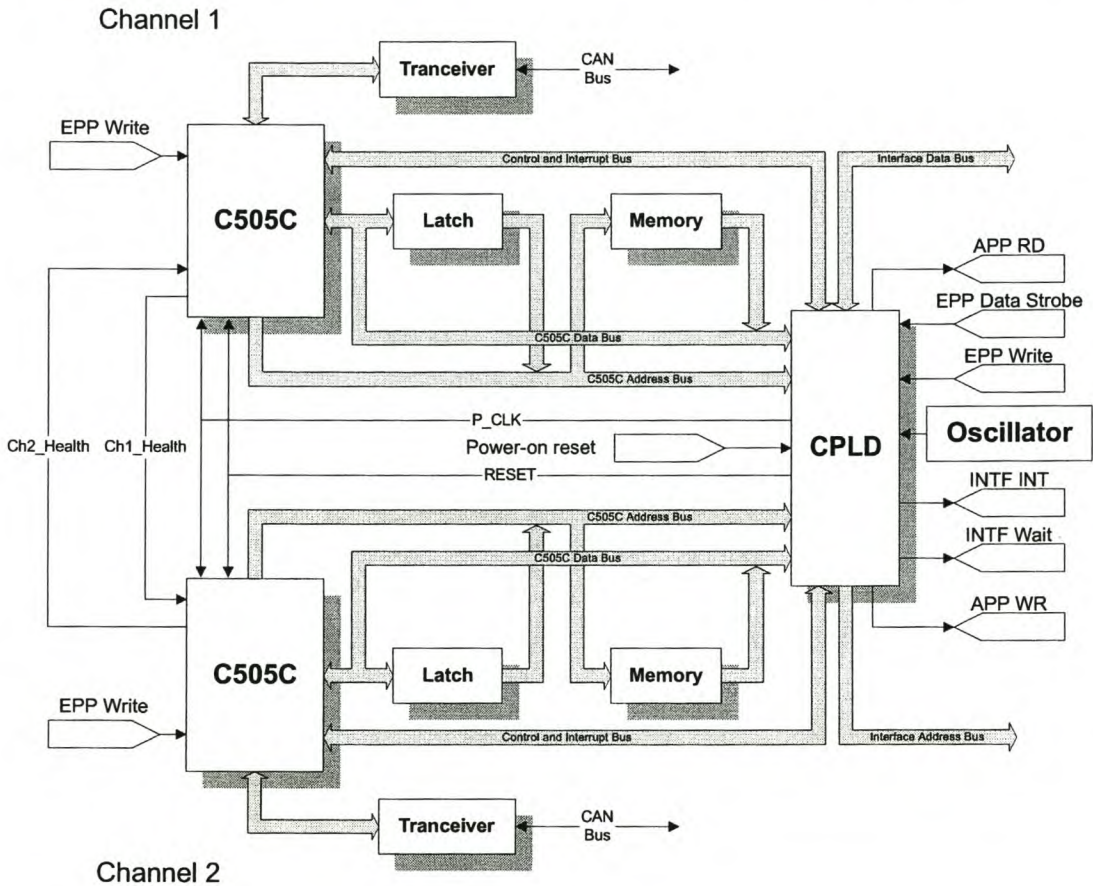 Channel 1
Tranceiver
CAN
Bus
EPP Write
Control and Interrupt Bus
Interface Data Bus
C505C
Latch
Memory
APP RD
EPP Data Strobe
C505C Data Bus
EPP Write
C505C Address Bus
P_CLK
Oscillator
Ch2_Health
Ch1_Health
Power-on reset
CPLD
RESET
INTF INT
C505C Address Bus
INTF Wait
C505C Data Bus
APP WR
C505C
Latch
Memory
EPP Write
Control and Interrupt Bus
Interface Address Bus
Tranceiver
CAN
Bus
Channel 2